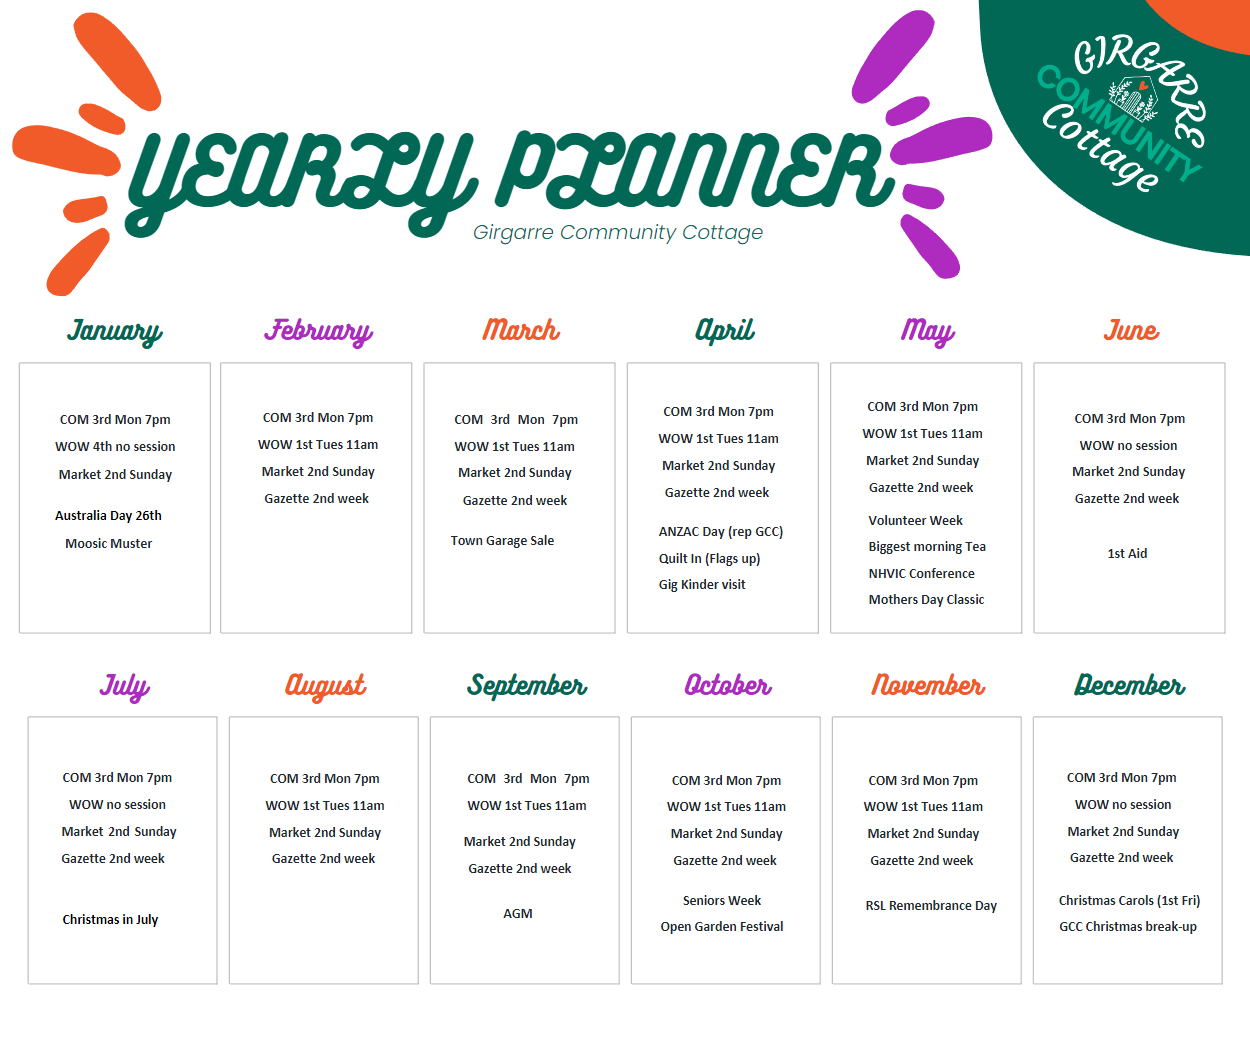 YEARLY PLANNER
Girgarre Community Cottage
GIRGARRE
COMMUNITY
Cottage
January
COM 3rd Mon 7pm
WOW 4th no session
Market 2nd Sunday
Australia Day 26th
Moosic Muster
February
COM 3rd Mon 7pm
WOW 1st Tues 11am
Market 2nd Sunday
Gazette 2nd week
March
COM 3rd Mon 7pm
WOW 1st Tues 11am
Market 2nd Sunday
Gazette 2nd week
Town Garage Sale
April
COM 3rd Mon 7pm
WOW 1st Tues 11am
Market 2nd Sunday
Gazette 2nd week
ANZAC Day (rep GCC)
Quilt In (Flags up)
Gig Kinder visit
May
COM 3rd Mon 7pm
WOW 1st Tues 11am
Market 2nd Sunday
Gazette 2nd week
Volunteer Week
Biggest morning Tea
NHVIC Conference
Mothers Day Classic
June
COM 3rd Mon 7pm
WOW no session
Market 2nd Sunday
Gazette 2nd week
1st Aid
July
COM 3rd Mon 7pm
WOW no session
Market 2nd Sunday
Gazette 2nd week
Christmas in July
August
COM 3rd Mon 7pm
WOW 1st Tues 11am
Market 2nd Sunday
Gazette 2nd week
September
COM 3rd Mon 7pm
WOW 1st Tues 11am
Market 2nd Sunday
Gazette 2nd week
AGM
October
COM 3rd Mon 7pm
WOW 1st Tues 11am
Market 2nd Sunday
Gazette 2nd week
Seniors Week
Open Garden Festival
November
COM 3rd Mon 7pm
WOW 1st Tues 11am
Market 2nd Sunday
Gazette 2nd week
RSL Remembrance Day
December
COM 3rd Mon 7pm
WOW no session
Market 2nd Sunday
Gazette 2nd week
Christmas Carols (1st Fri)
GCC Christmas break-up